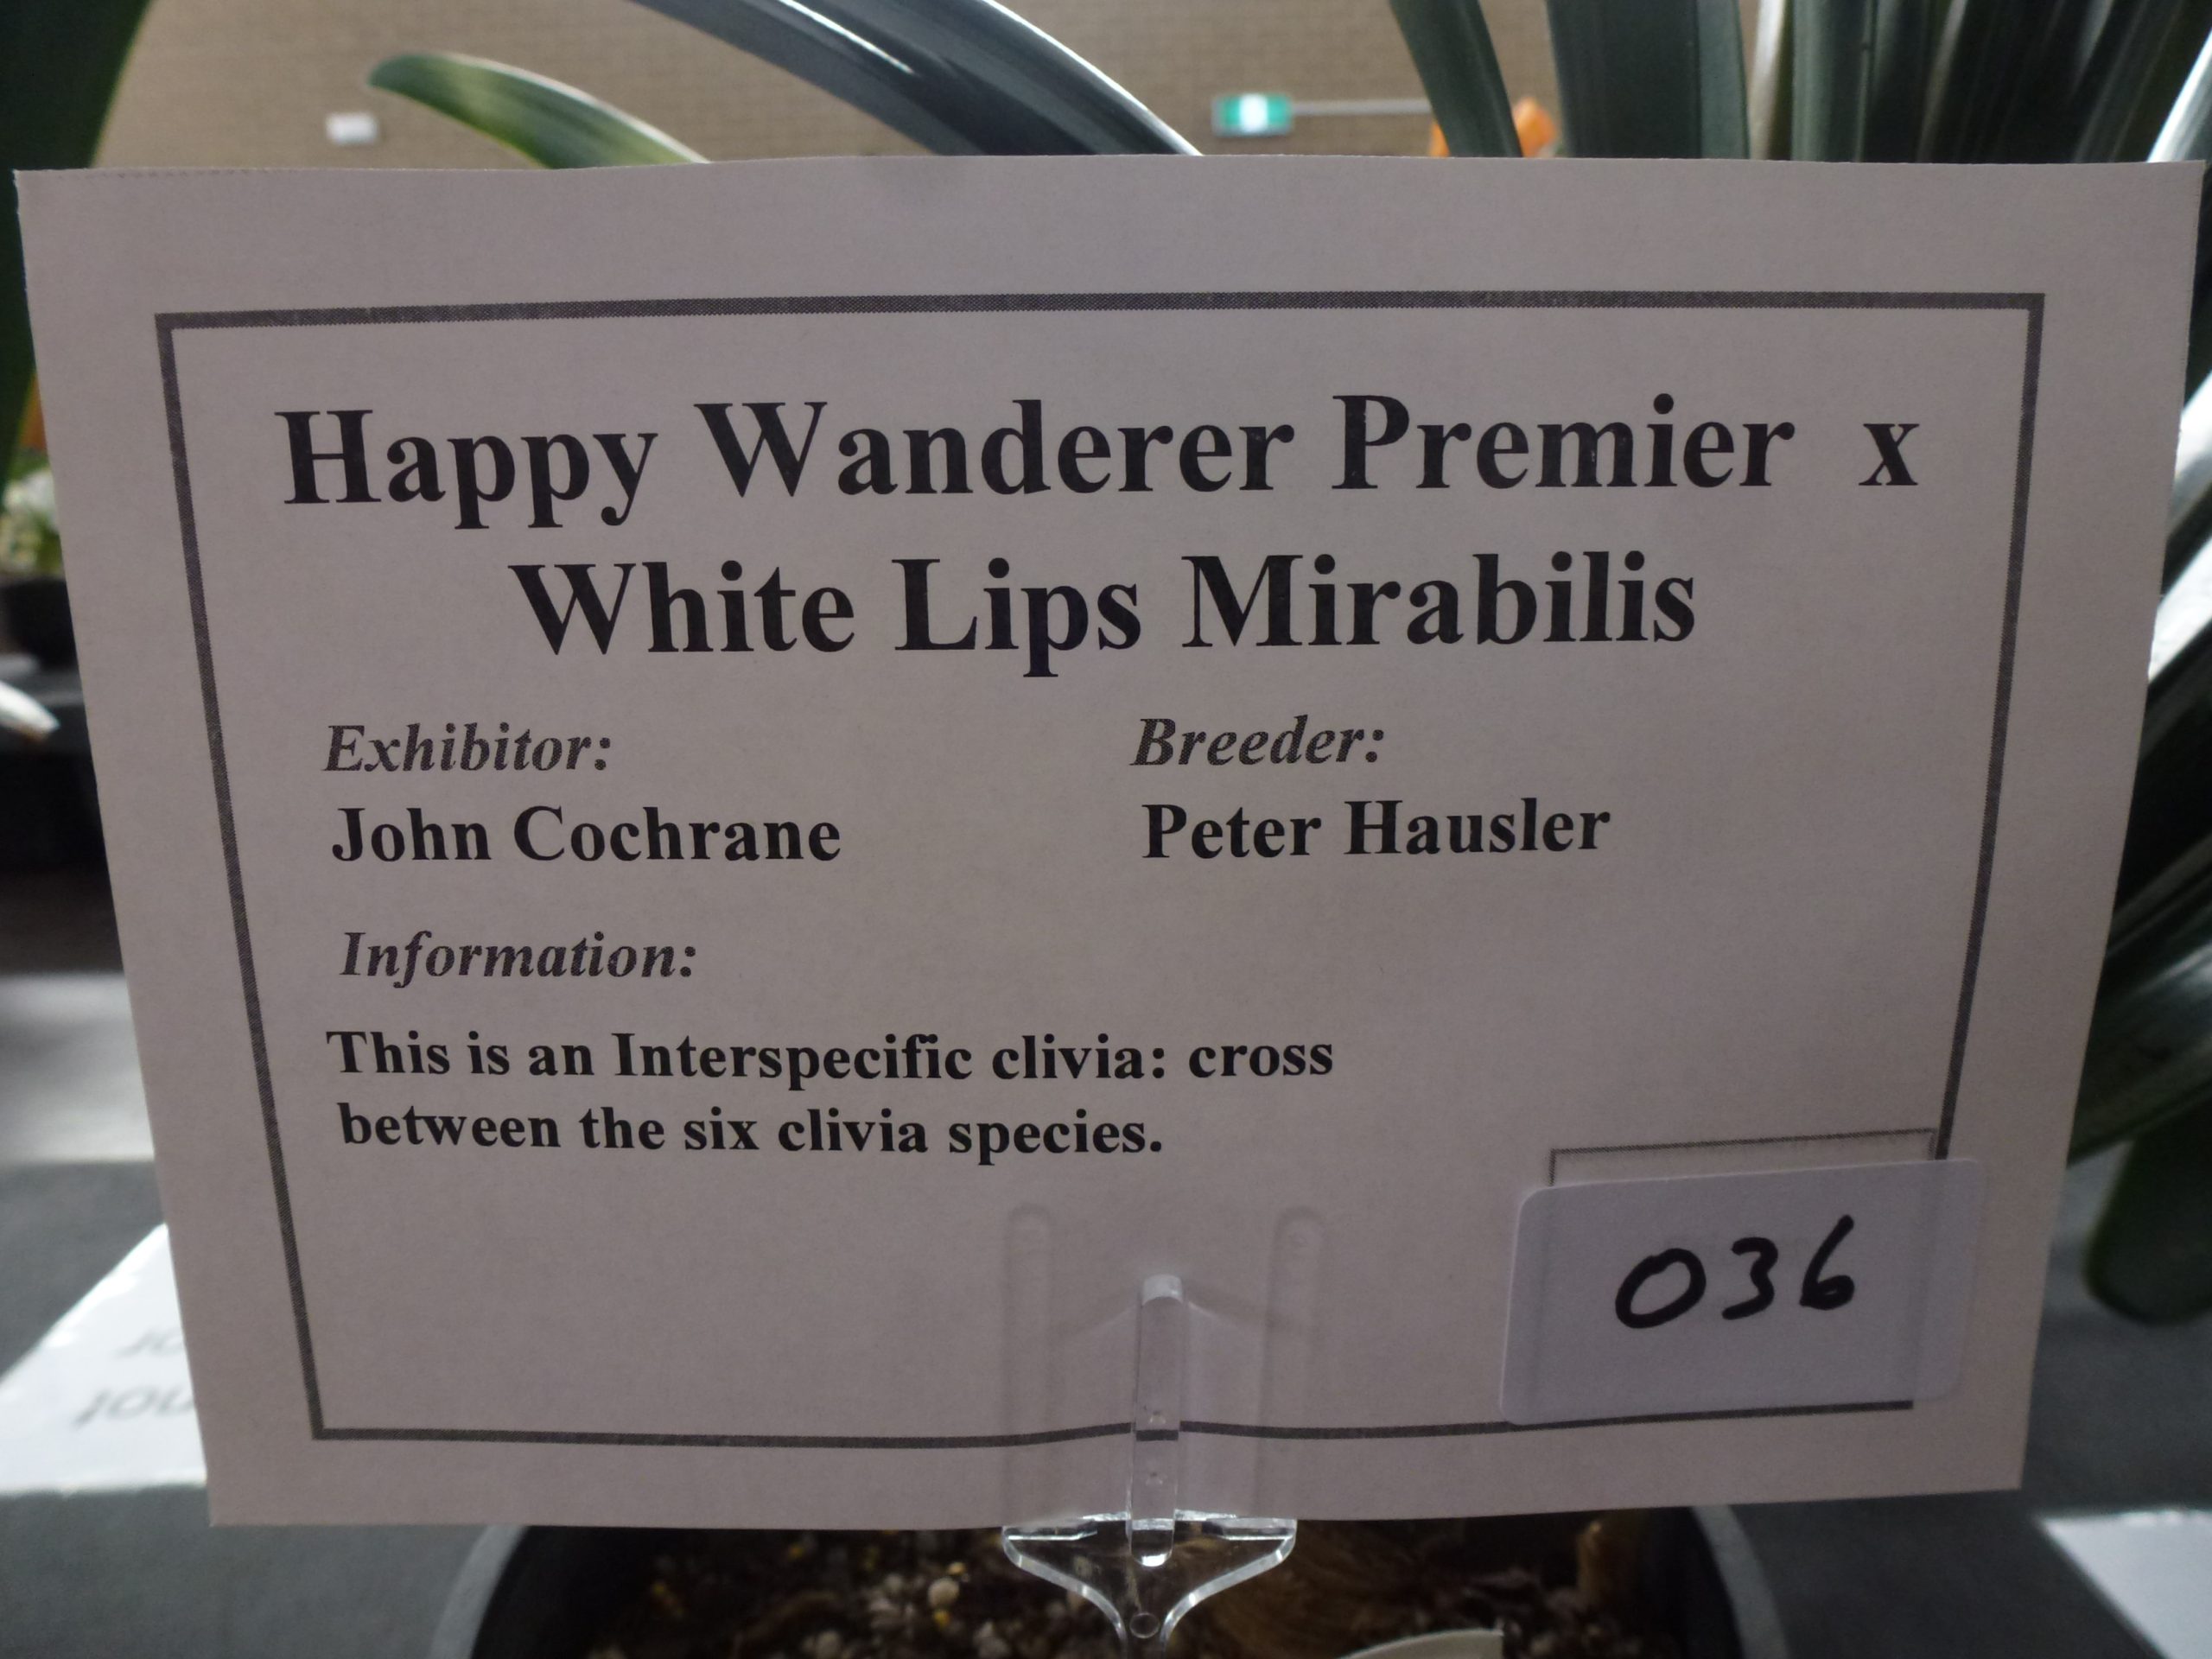 Happy Wanderer Premier x
White Lips Mirabilis
Exhibitor:
Breeder:
John Cochrane
Peter Hausler
Information:
This is an Interspecific clivia: cross
between the six clivia species.
036